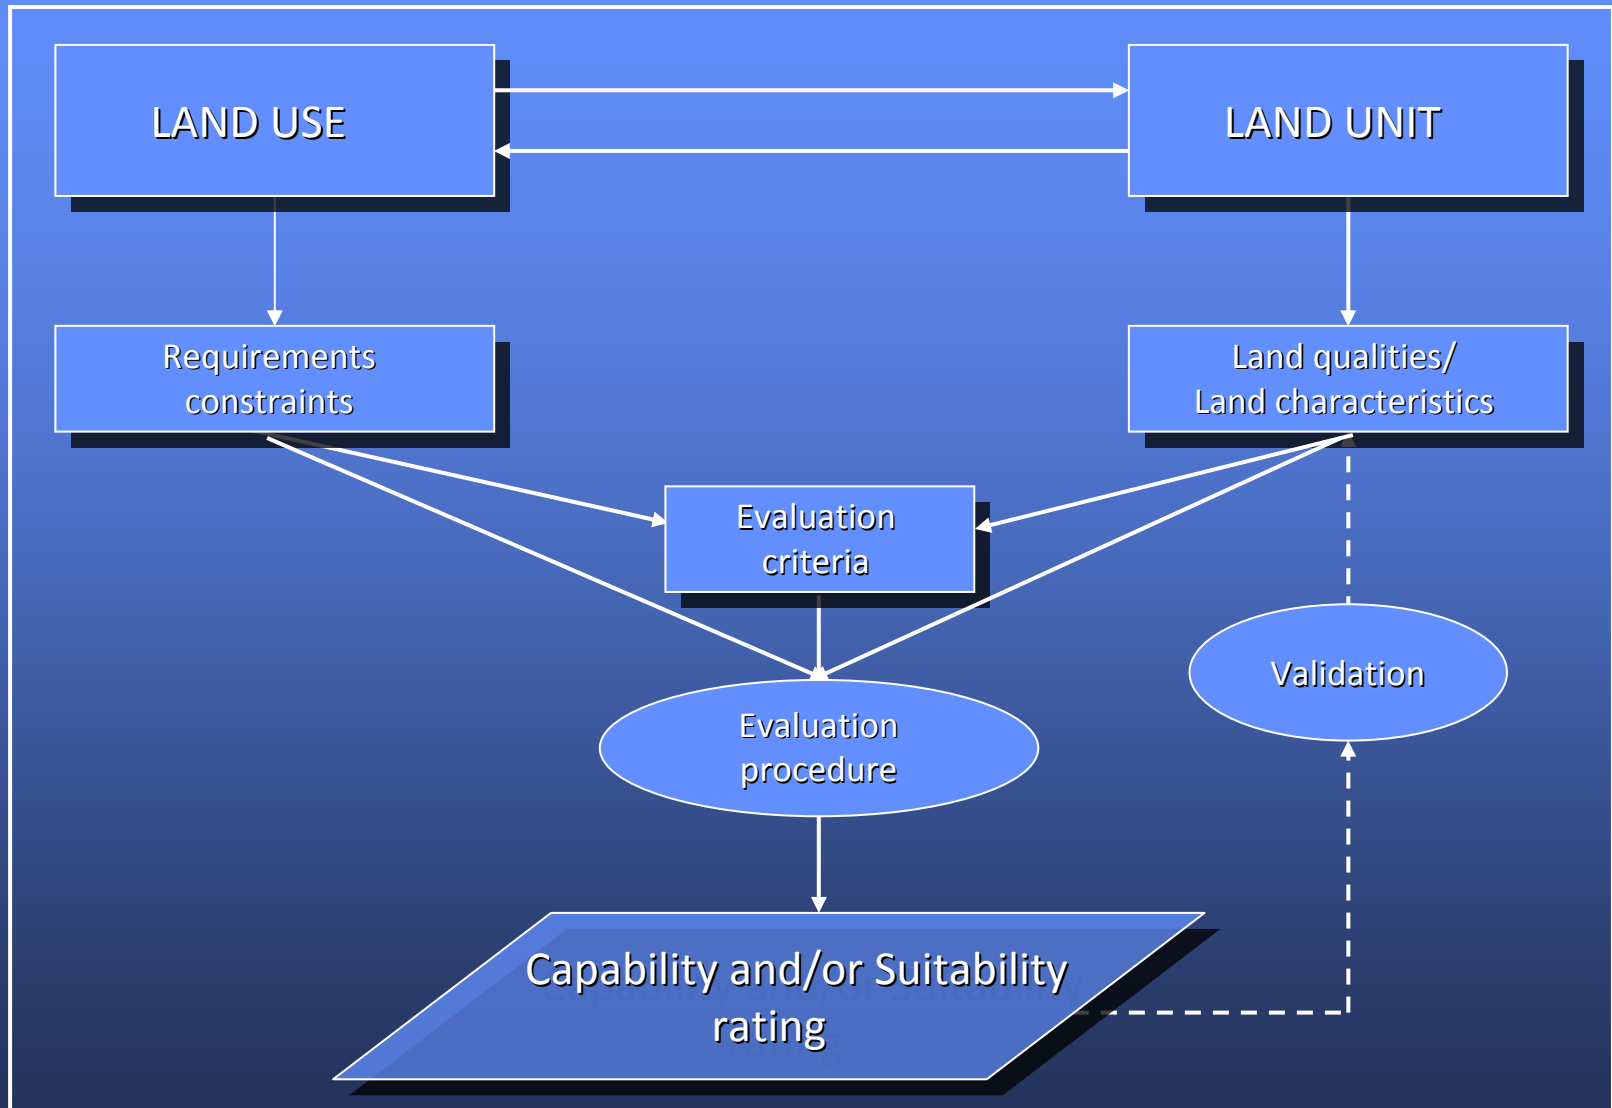 LAND USE
LAND UNIT
Requirements
constraints
Land qualities/
Land characteristics
Evaluation
criteria
Validation
Evaluation
procedure
Capability and/or Suitability
rating